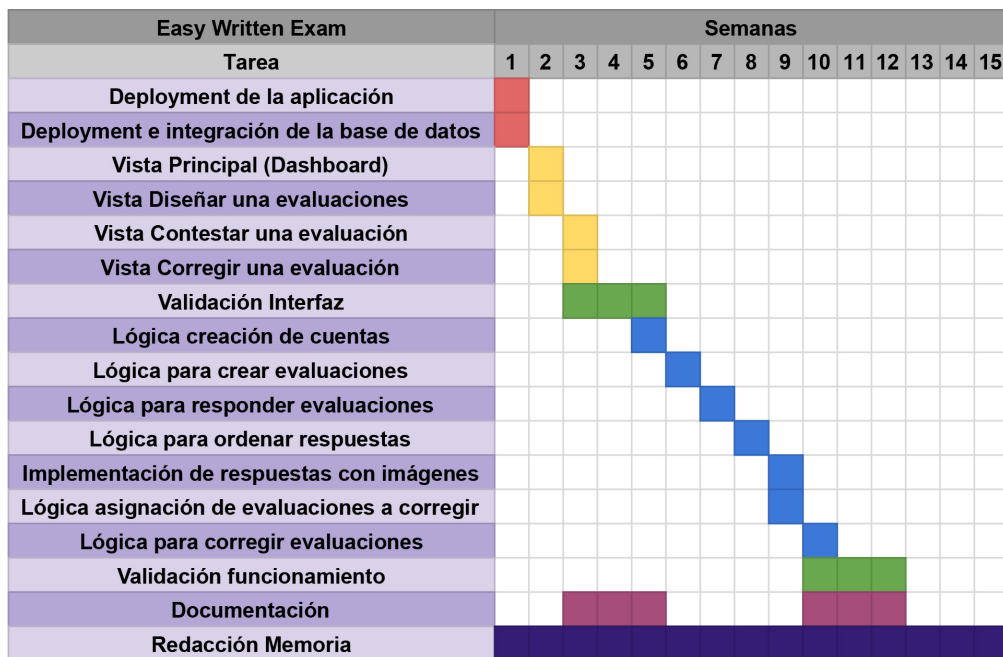 Easy Written Exam Semanas
Tarea 1 2 3 4 5 6 7 8 9 10 11 12 13 14 15
Deployment de la aplicación
Deployment e integración de la base de datos
Vista Principal (Dashboard)
Vista Diseñar una evaluaciones
Vista Contestar una evaluación
Vista Corregir una evaluación
Validación Interfaz
Lógica creación de cuentas
Lógica para crear evaluaciones
Lógica para responder evaluaciones
Lógica para ordenar respuestas
Implementación de respuestas con imágenes
Lógica asignación de evaluaciones a corregir
Lógica para corregir evaluaciones
Validación funcionamiento
Documentación
Redacción Memoria